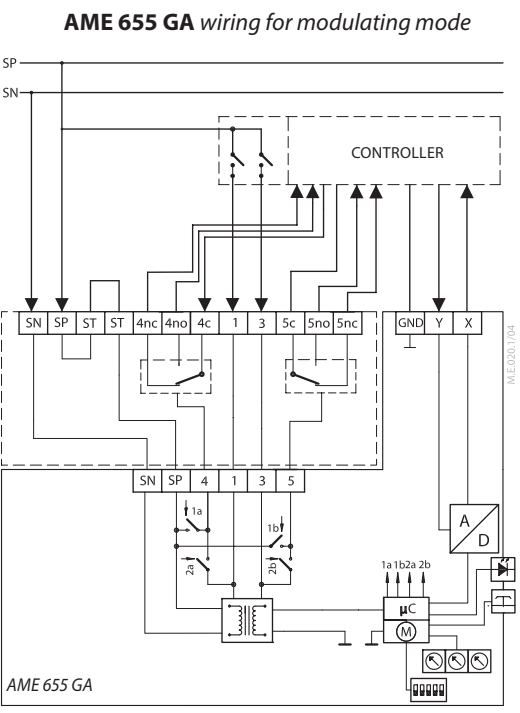 AME 655 GA wiring for modulating mode
SP
SN
CONTROLLER
SN SP ST ST 4nc 4no 4c 1 3 5c 5no 5nc GND Y X
M.E.020.1/04
SN SP 4 1 3 5
1a
1b
2a
2b
A
D
1a 1b 2a 2b
µC
M
AME 655 GA